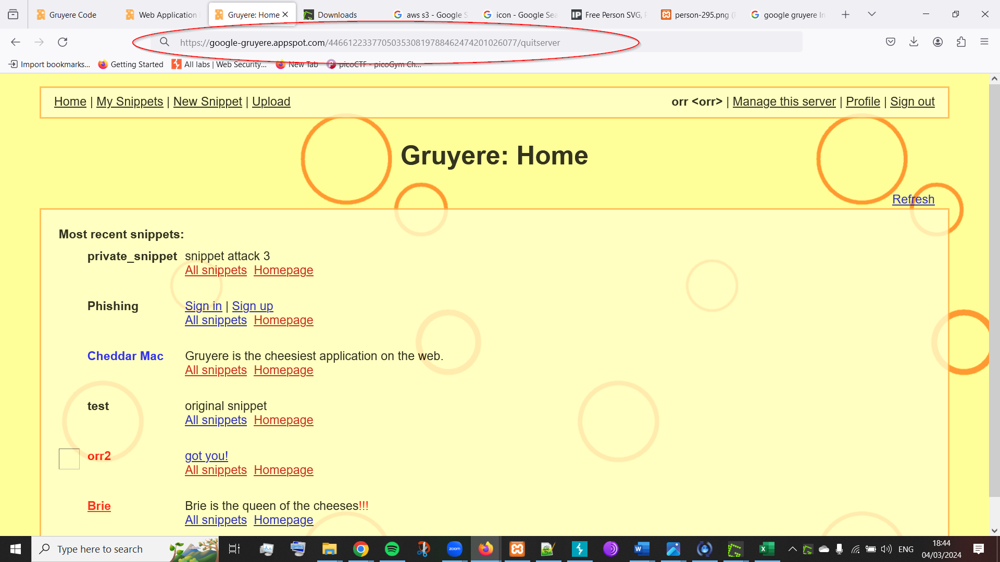 Gruyere Code
Web Application
Gruyere: Home
Downloads
aws s3 - Google S
icon - Google Sea
Free Person SVG,
person-295.png
google gruyere In
https://google-gruyere.appspot.com/446612233770503530819788462474201026077/quitserver
Import bookmarks...
Getting Started
All labs | Web Security...
New Tab
picoCTF - picoGym Ch...
Home | My Snippets | New Snippet | Upload
orr <orr> | Manage this server | Profile | Sign out
Gruyere: Home
Refresh
Most recent snippets:
private_snippet snippet attack 3
All snippets Homepage
Phishing Sign in | Sign up
All snippets Homepage
Cheddar Mac Gruyere is the cheesiest application on the web.
All snippets Homepage
test original snippet
All snippets Homepage
orr2 got you!
All snippets Homepage
Brie Brie is the queen of the cheeses!!!
All snippets Homepage
Type here to search
zoom
ENG
18:44
04/03/2024